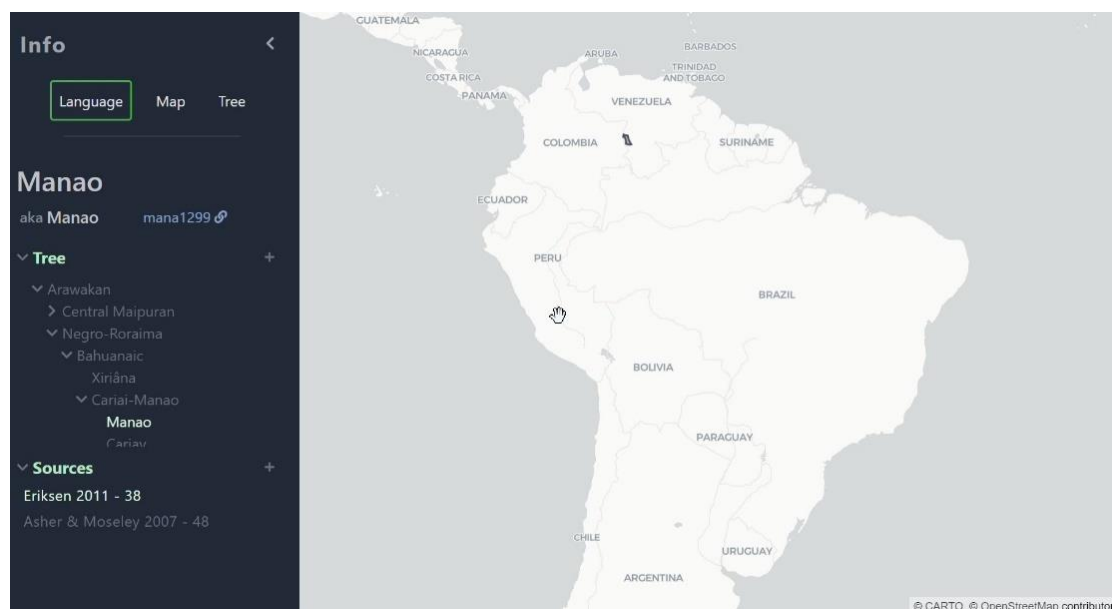 Info
Language Map Tree
Manao
aka Manao mana1299
Tree
Arawakan
Central Maipuran
Negro-Roraima
Bahuanaic
Xiriâna
Cariai-Manao
Manao
Cariay
Sources
Eriksen 2011 - 38
Asher & Moseley 2007 - 48
GUATEMALA
NICARAGUA
COSTA RICA
PANAMA
ARUBA
BARBADOS
TRINIDAD
AND TOBAGO
VENEZUELA
COLOMBIA
SURINAME
ECUADOR
PERU
BRAZIL
BOLIVIA
PARAGUAY
CHILE
URUGUAY
ARGENTINA
© CARTO, © OpenStreetMap contributor